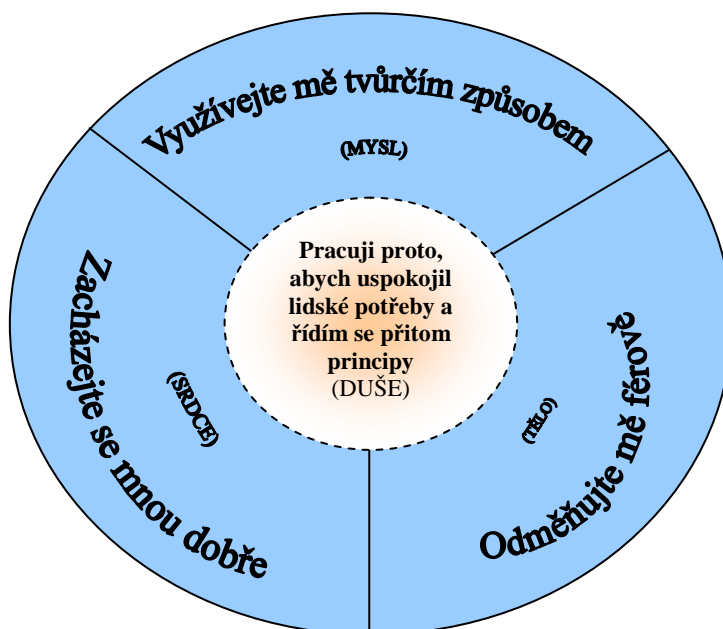 Využívejte mě tvůrčím způsobem
(MYSL)
Pracuji proto,
abych uspokojil
lidské potřeby a
řídím se přitom
principy
(DUŠE)
Zacházejte se mnou dobře
(SRDCE)
(TĚLO)
Odměňujte mě férově